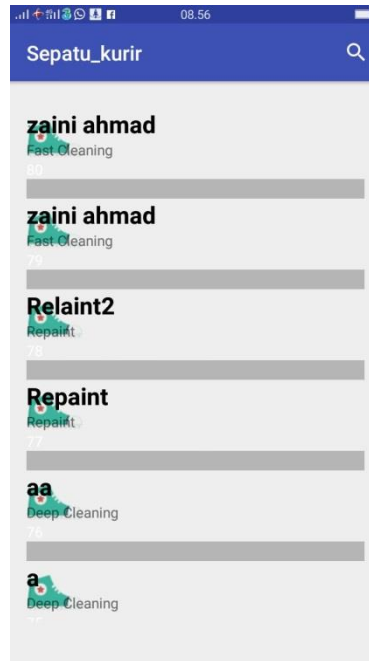 08.56
Sepatu_kurir
zaini ahmad
Fast Cleaning
80
zaini ahmad
Fast Cleaning
79
Relaint2
Repaint
78
Repaint
Repaint
77
aa
Deep Cleaning
76
a
Deep Cleaning